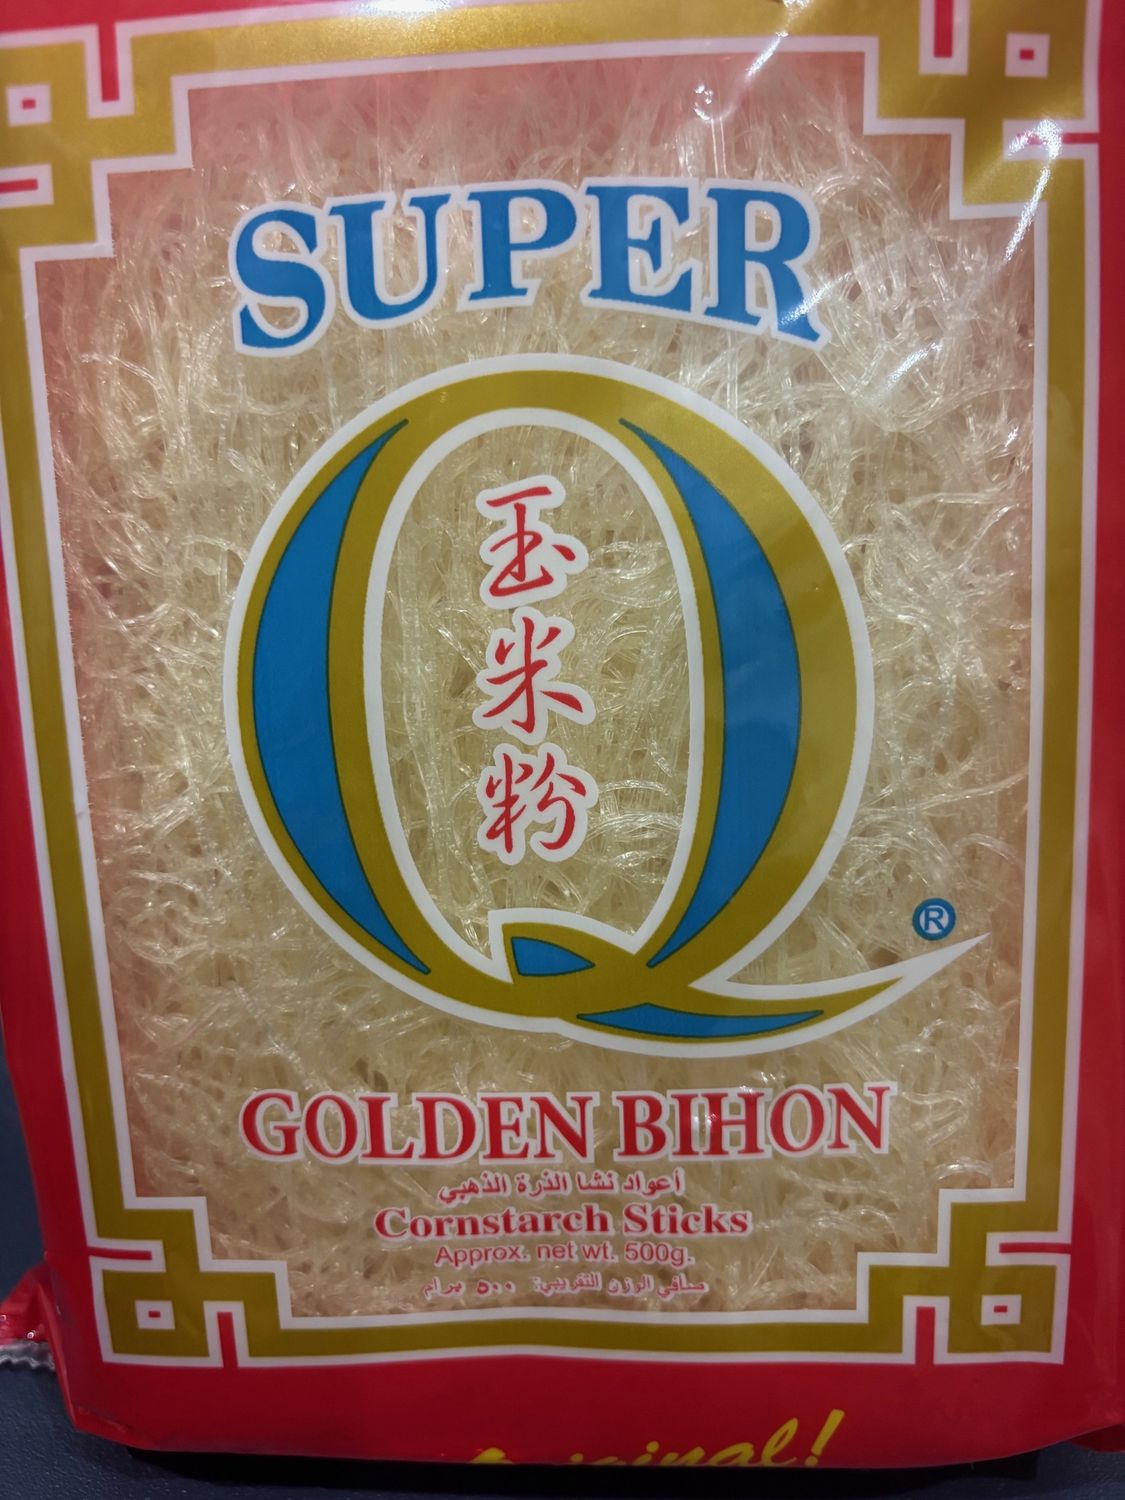 SUPER
Q
玉米粉
®
GOLDEN BIHON
أعواد نشا الذرة الذهبي
Cornstarch Sticks
Approx. net wt. 500g.
صافي الوزن التقريبي: ٥٠٠ جرام
Original!